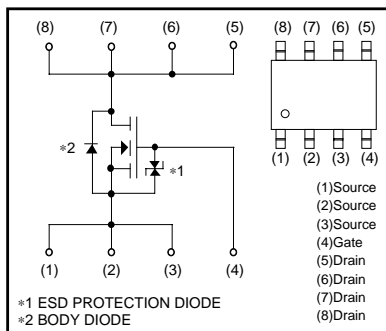 (8) (7) (6) (5)
∗2
∗1
(1) (2) (3) (4)
∗1 ESD PROTECTION DIODE
∗2 BODY DIODE
(8) (7) (6) (5)
(1) (2) (3) (4)
(1)Source
(2)Source
(3)Source
(4)Gate
(5)Drain
(6)Drain
(7)Drain
(8)Drain